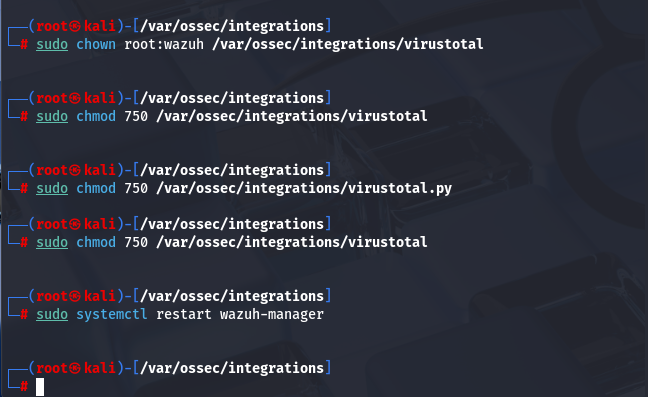 ┌──(root㉿kali)-[/var/ossec/integrations]
└─# sudo chown root:wazuh /var/ossec/integrations/virustotal
┌──(root㉿kali)-[/var/ossec/integrations]
└─# sudo chmod 750 /var/ossec/integrations/virustotal
┌──(root㉿kali)-[/var/ossec/integrations]
└─# sudo chmod 750 /var/ossec/integrations/virustotal.py
┌──(root㉿kali)-[/var/ossec/integrations]
└─# sudo chmod 750 /var/ossec/integrations/virustotal
┌──(root㉿kali)-[/var/ossec/integrations]
└─# sudo systemctl restart wazuh-manager
┌──(root㉿kali)-[/var/ossec/integrations]
└─#